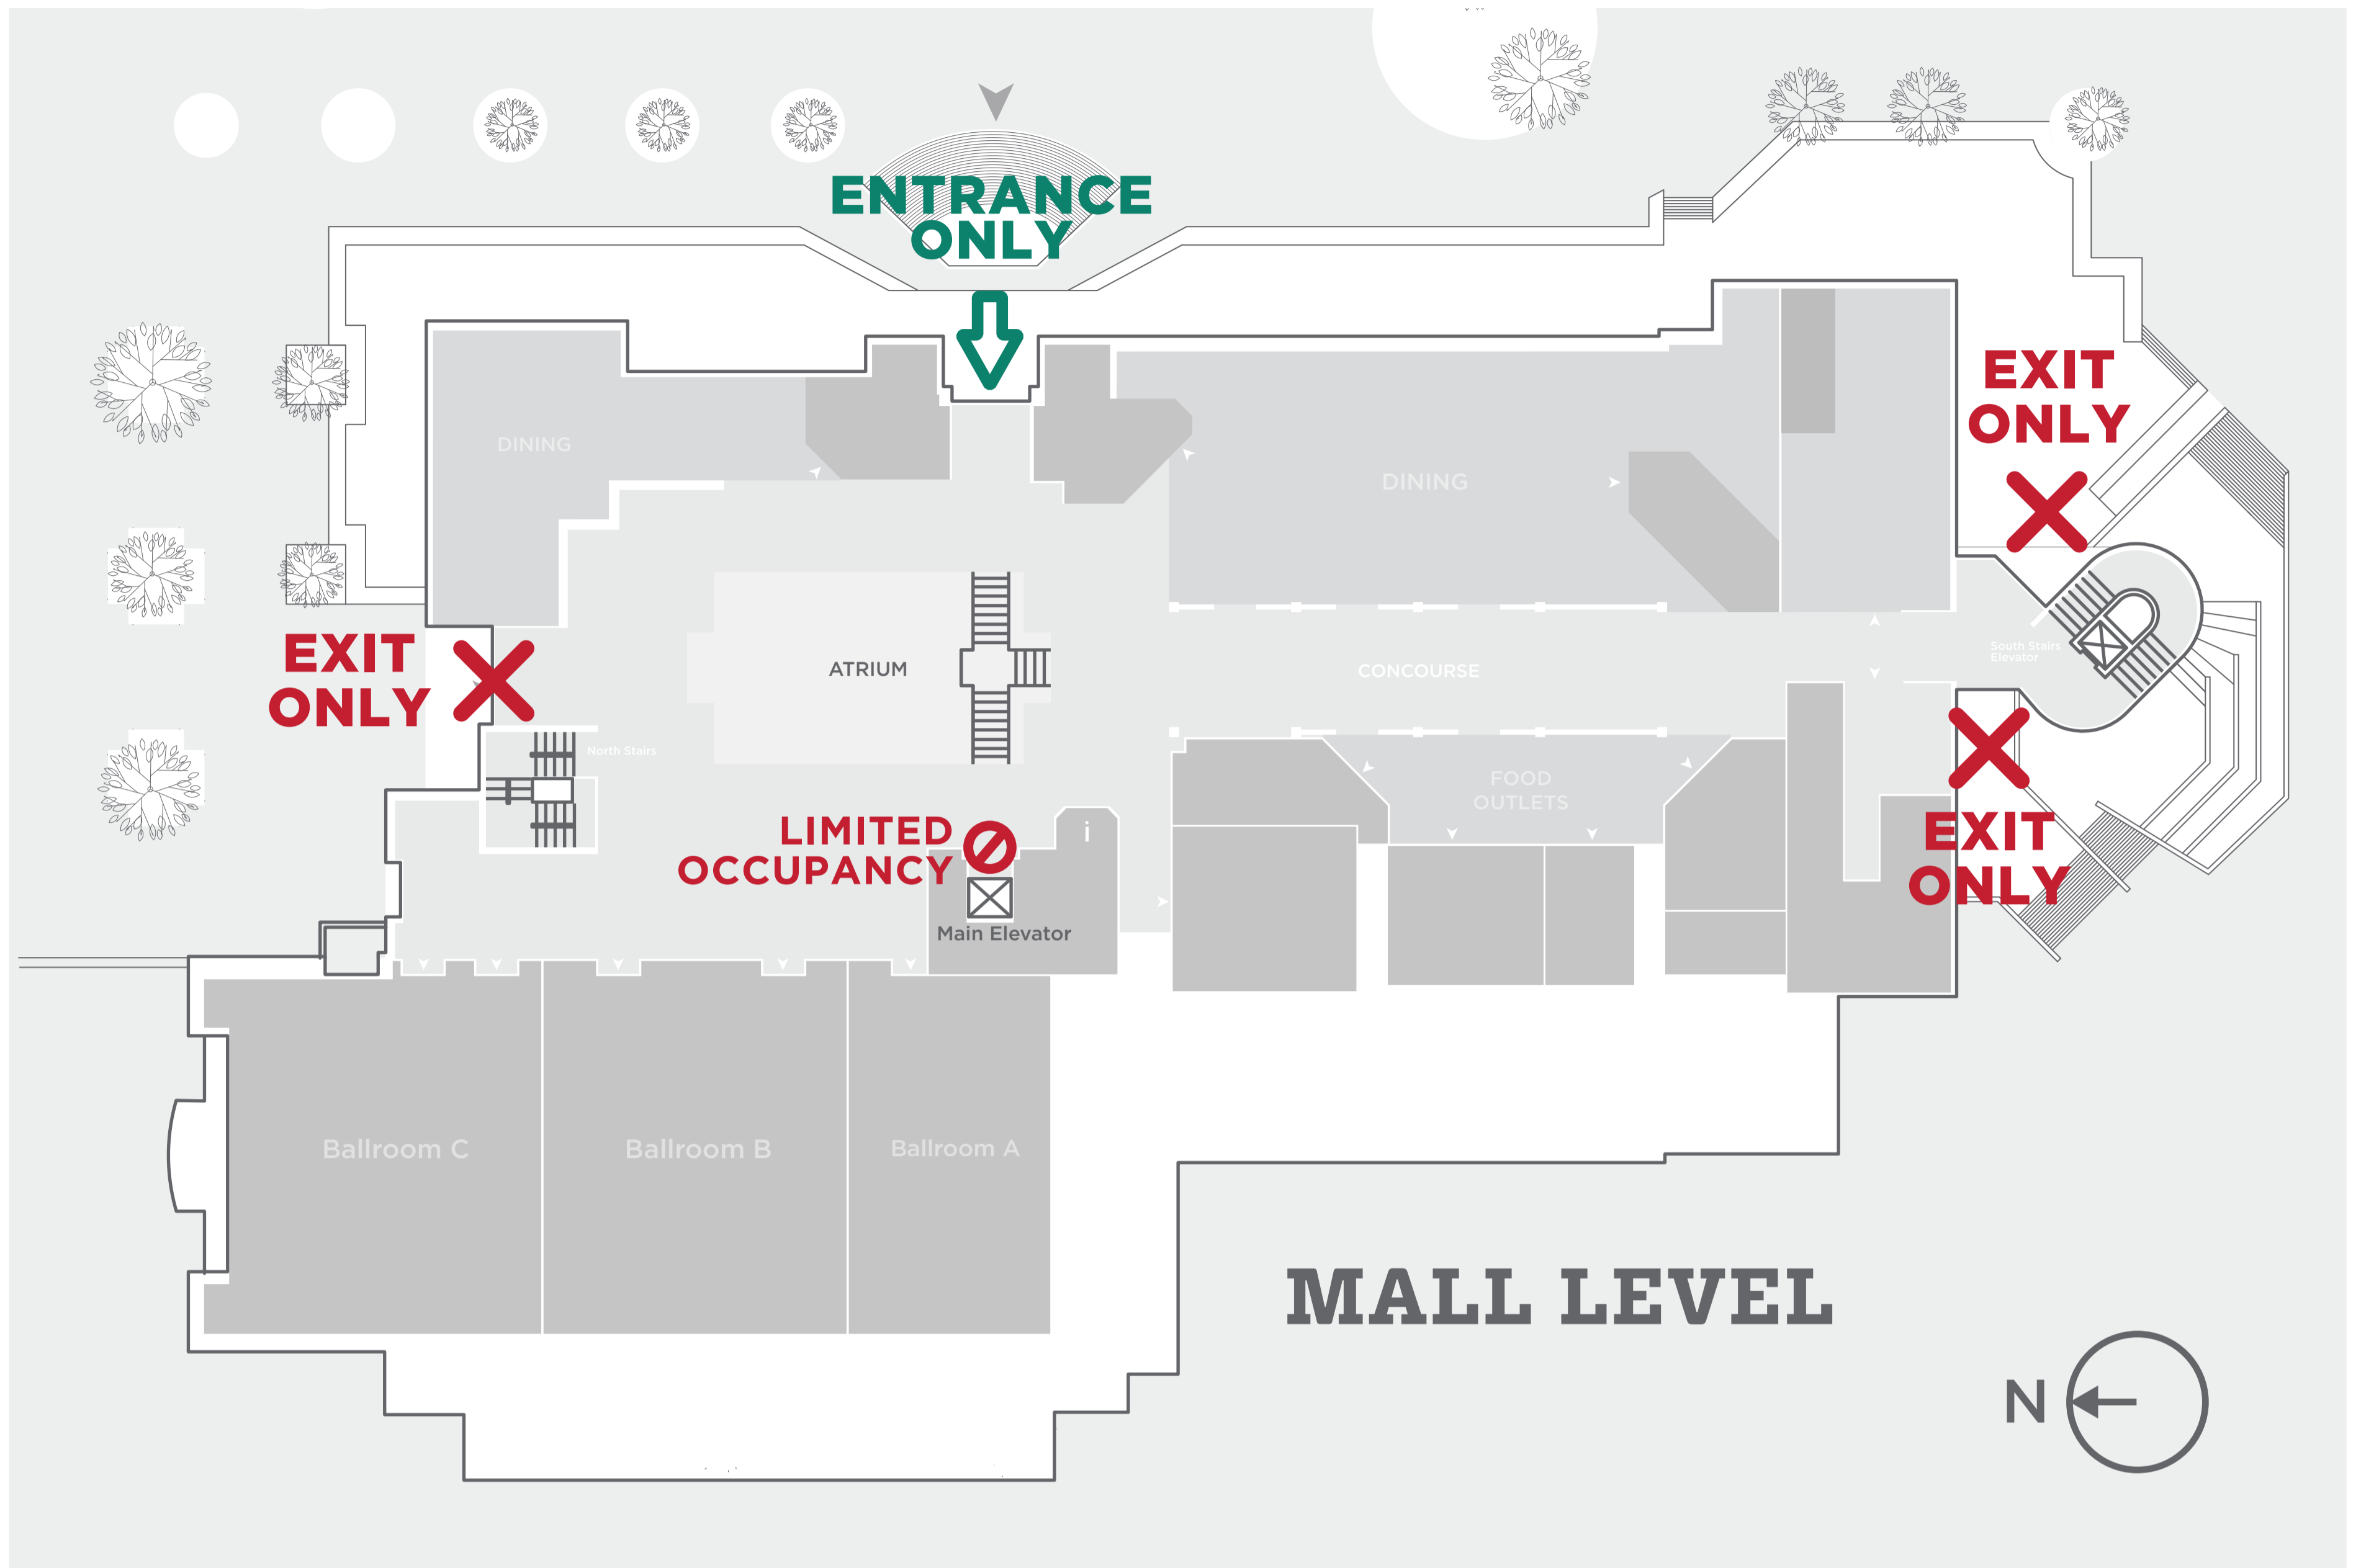 ENTRANCE
ONLY
EXIT
ONLY
DINING
DINING
EXIT
ONLY
ATRIUM
CONCOURSE
South Stairs
Elevator
North Stairs
FOOD
OUTLETS
LIMITED
OCCUPANCY
i
EXIT
ONLY
Main Elevator
Ballroom C
Ballroom B
Ballroom A
MALL LEVEL
N